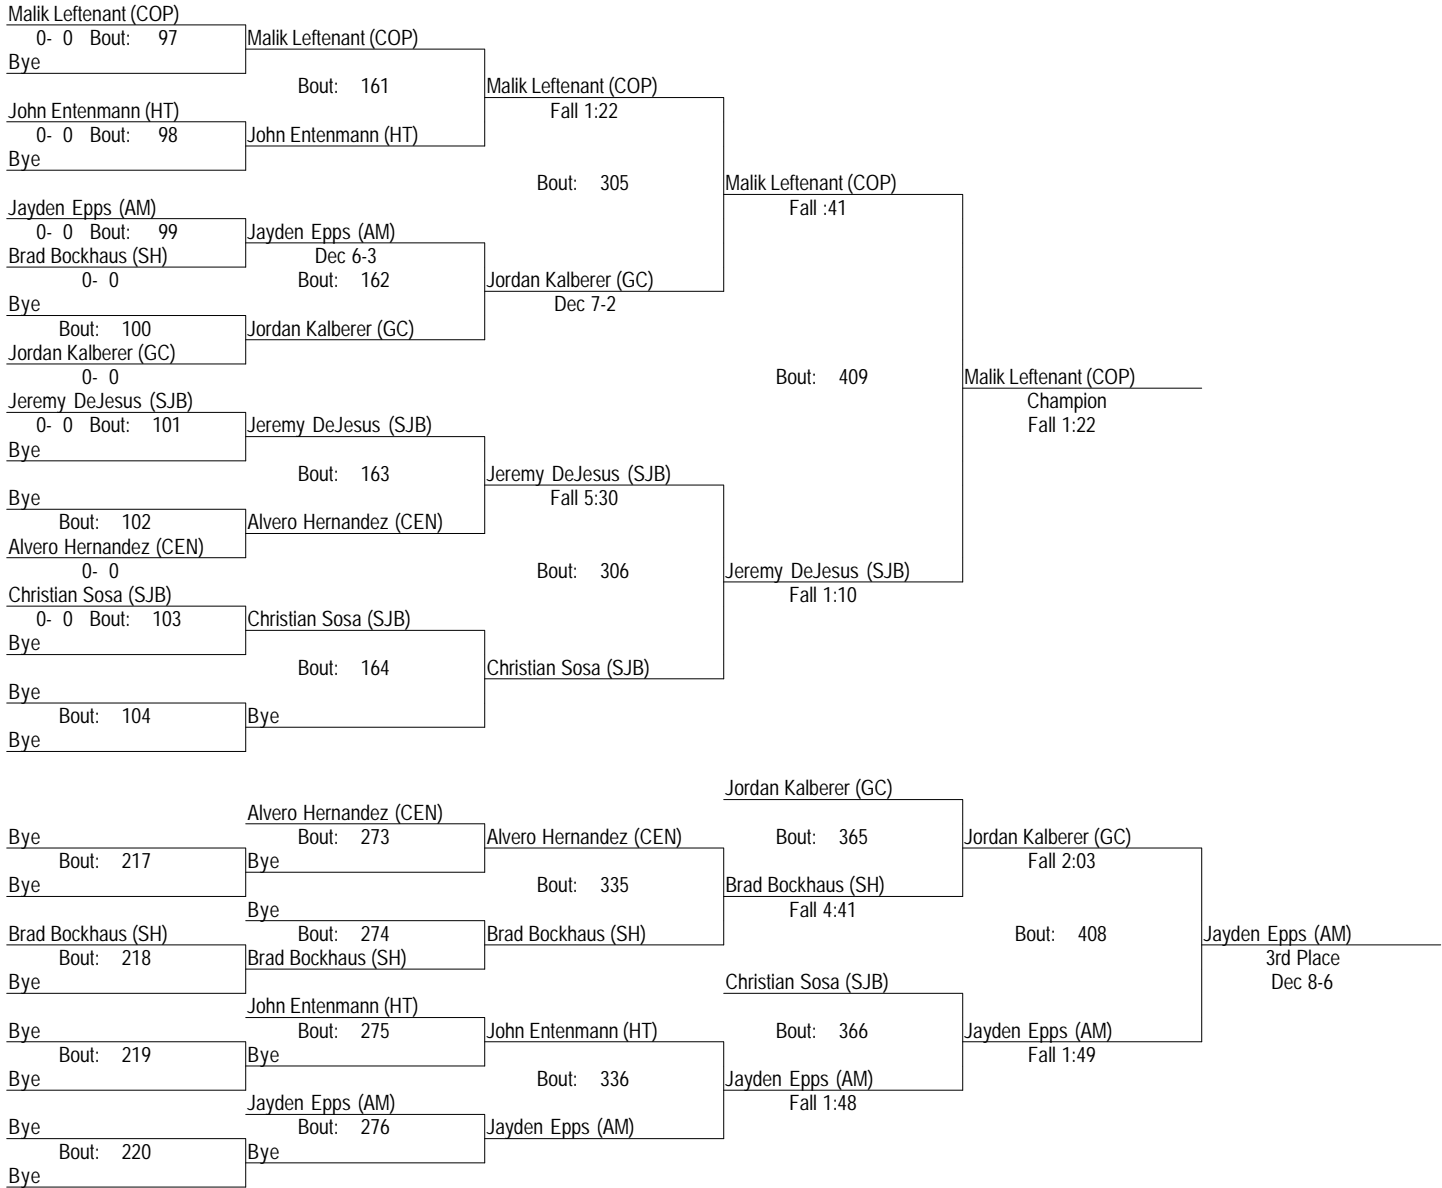 Malik Leftenant (COP)
0- 0 Bout: 97 Malik Leftenant (COP)
Bye
Bout: 161 Malik Leftenant (COP)
John Entenmann (HT) Fall 1:22
0- 0 Bout: 98 John Entenmann (HT)
Bye
Bout: 305 Malik Leftenant (COP)
Jayden Epps (AM) Fall :41
0- 0 Bout: 99 Jayden Epps (AM)
Brad Bockhaus (SH) Dec 6-3
0- 0 Bout: 162 Jordan Kalberer (GC)
Bye Dec 7-2
Bout: 100 Jordan Kalberer (GC)
Jordan Kalberer (GC)
0- 0 Bout: 409 Malik Leftenant (COP)
Jeremy DeJesus (SJB) Champion
0- 0 Bout: 101 Jeremy DeJesus (SJB) Fall 1:22
Bye
Bout: 163 Jeremy DeJesus (SJB)
Bye Fall 5:30
Bout: 102 Alvero Hernandez (CEN)
Alvero Hernandez (CEN)
0- 0 Bout: 306 Jeremy DeJesus (SJB)
Christian Sosa (SJB) Fall 1:10
0- 0 Bout: 103 Christian Sosa (SJB)
Bye
Bout: 164 Christian Sosa (SJB)
Bye
Bout: 104 Bye
Bye
Jordan Kalberer (GC)
Alvero Hernandez (CEN)
Bye Bout: 273 Alvero Hernandez (CEN) Bout: 365 Jordan Kalberer (GC)
Bout: 217 Bye Fall 2:03
Bye Bout: 335 Brad Bockhaus (SH)
Bye Fall 4:41
Brad Bockhaus (SH) Bout: 274 Brad Bockhaus (SH) Bout: 408 Jayden Epps (AM)
Bout: 218 Brad Bockhaus (SH) 3rd Place
Bye Christian Sosa (SJB) Dec 8-6
John Entenmann (HT)
Bye Bout: 275 John Entenmann (HT) Bout: 366 Jayden Epps (AM)
Bout: 219 Bye Fall 1:49
Bye Bout: 336 Jayden Epps (AM)
Jayden Epps (AM) Fall 1:48
Bye Bout: 276 Jayden Epps (AM)
Bout: 220 Bye
Bye